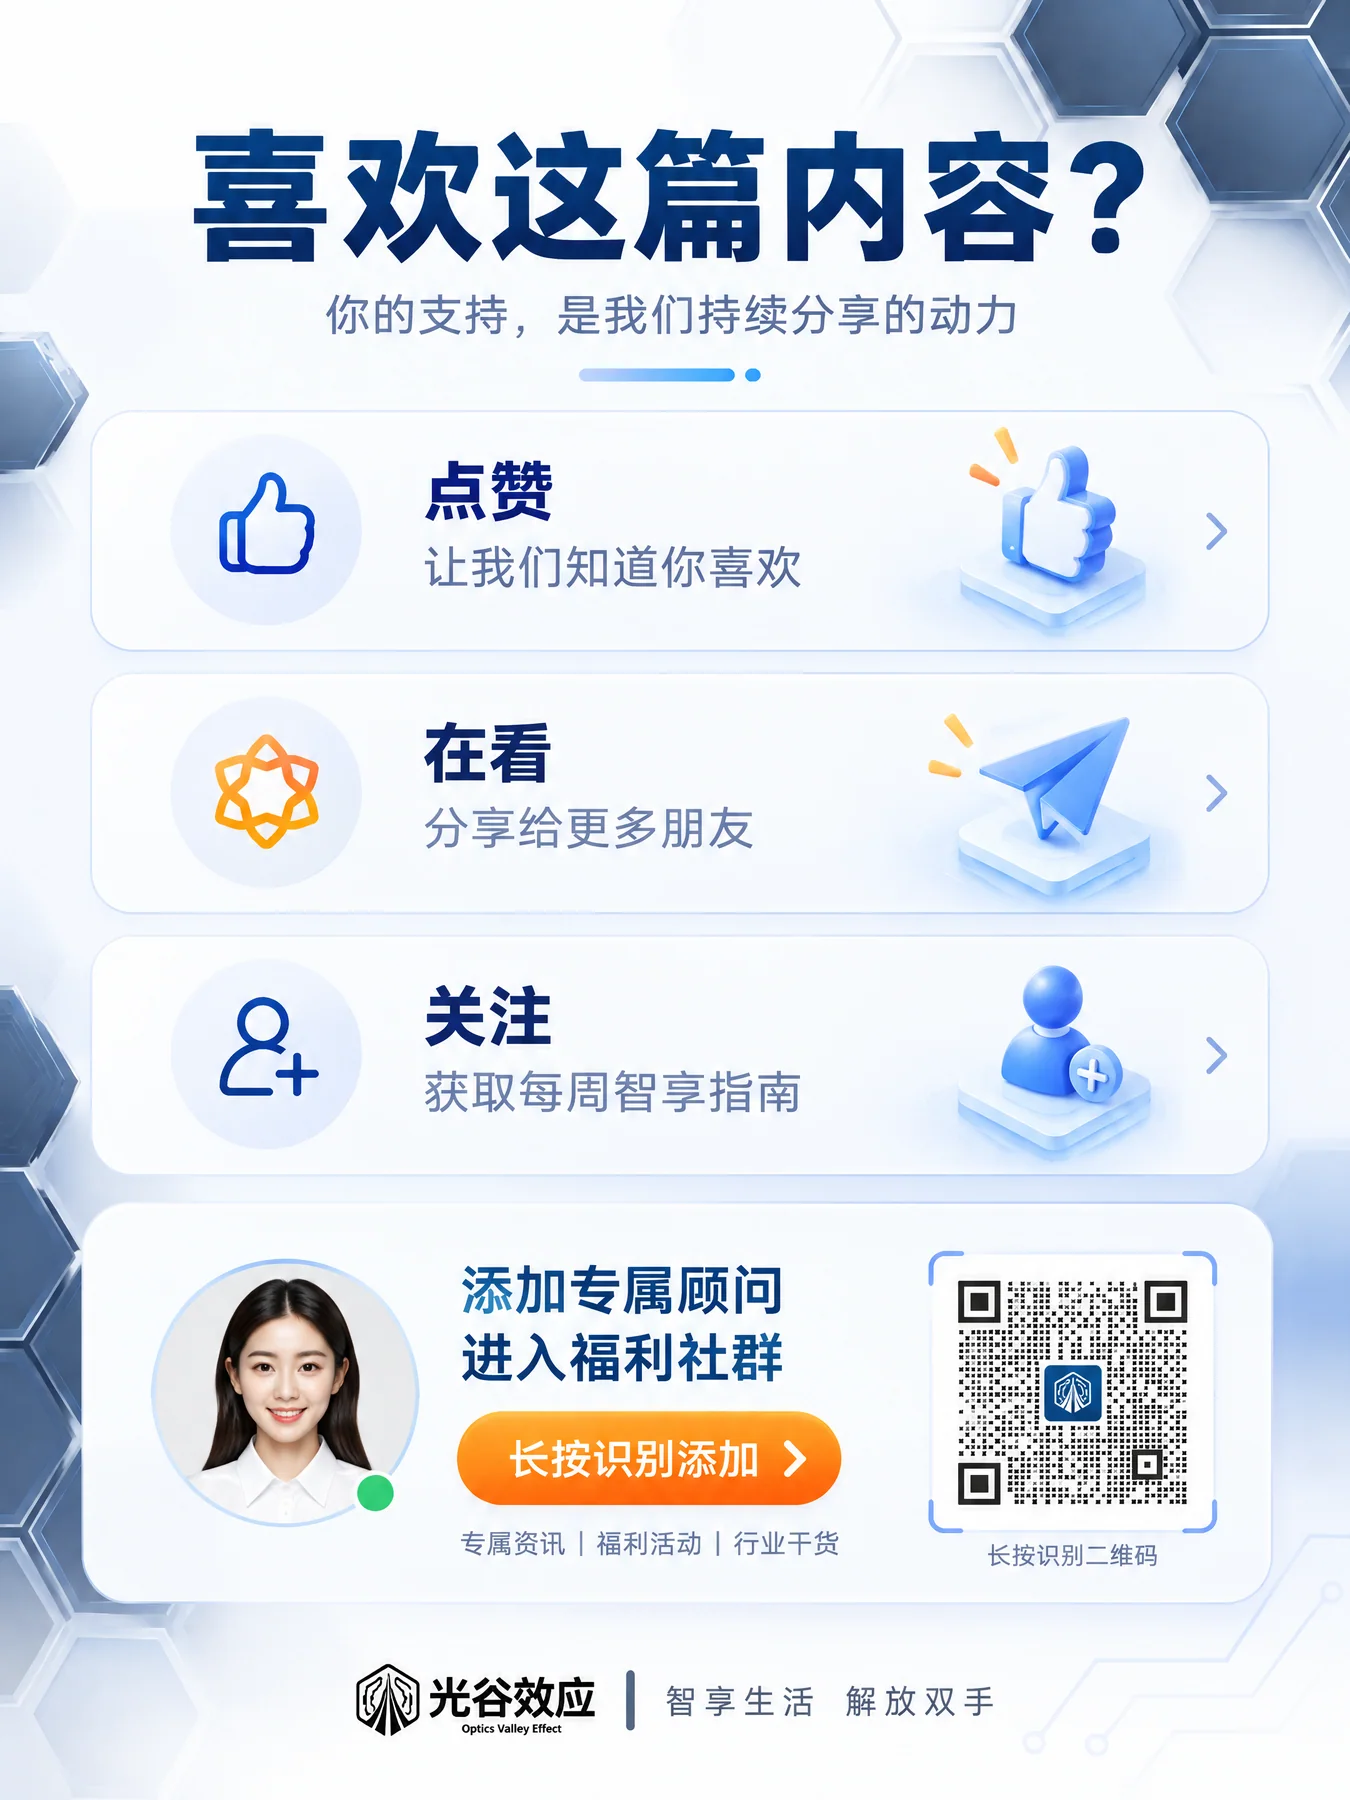 喜欢这篇内容？
你的支持，是我们持续分享的动力
点赞
让我们知道你喜欢
在看
分享给更多朋友
关注
获取每周智享指南
添加专属顾问
进入福利社群
长按识别添加
专属资讯 | 福利活动 | 行业干货
长按识别二维码
光谷效应
Optics Valley Effect
智享生活 解放双手